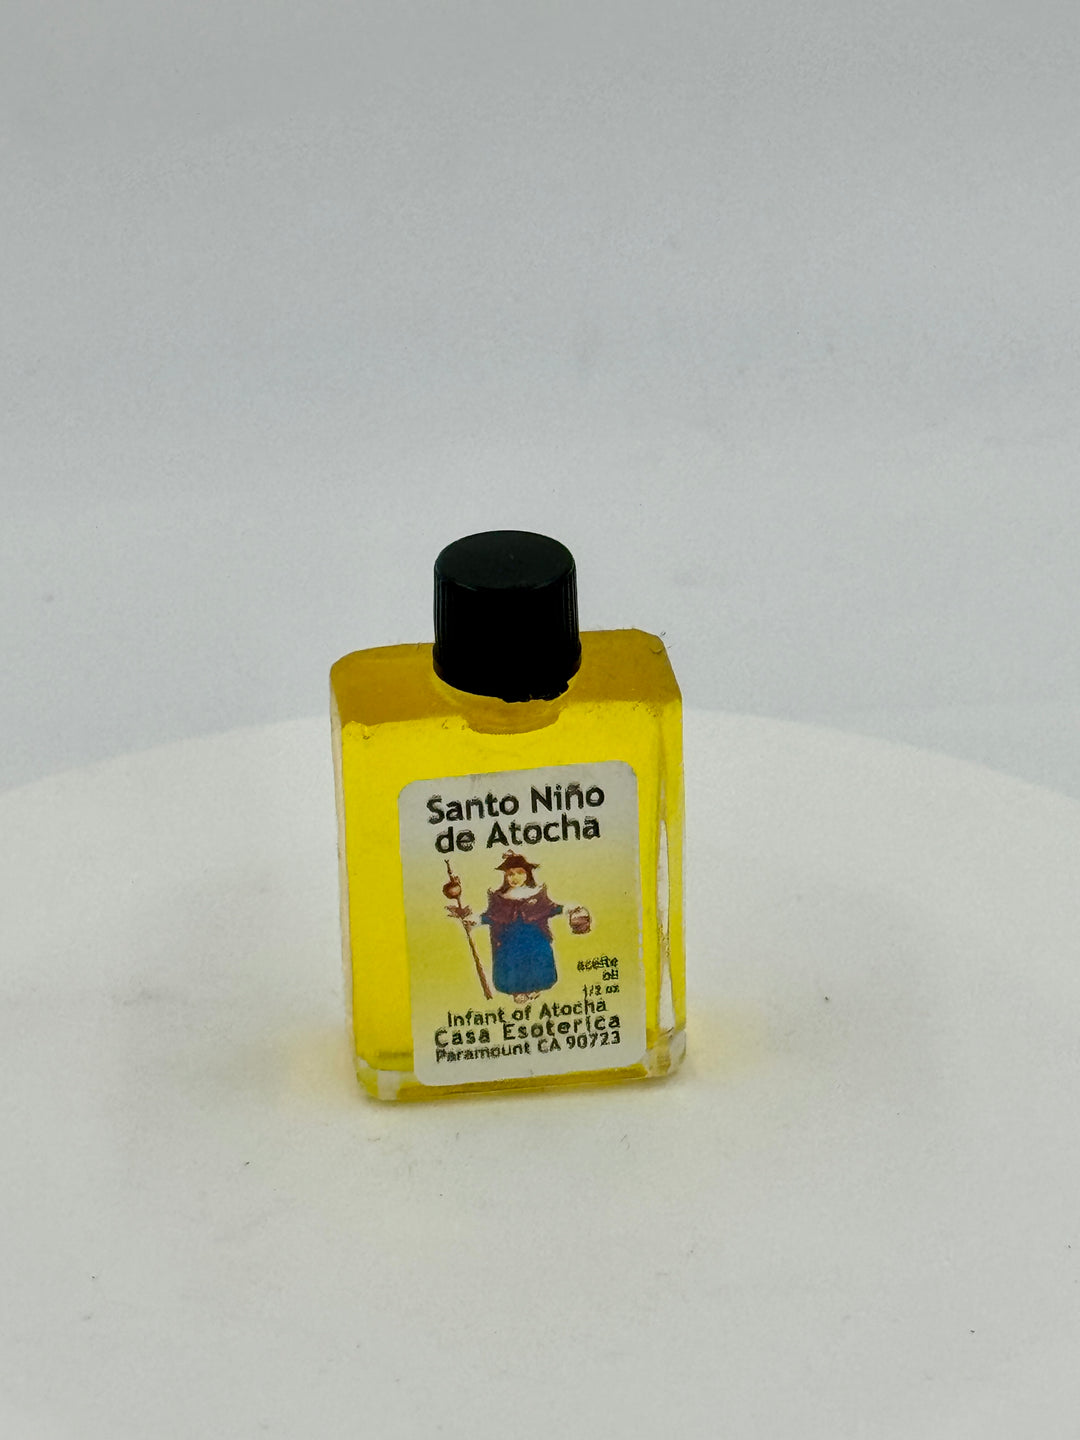 Santo Niño
de Atocha
aceite
oil
1/2 oz
Infant of Atocha
Casa Esoterica
Paramount CA 90723